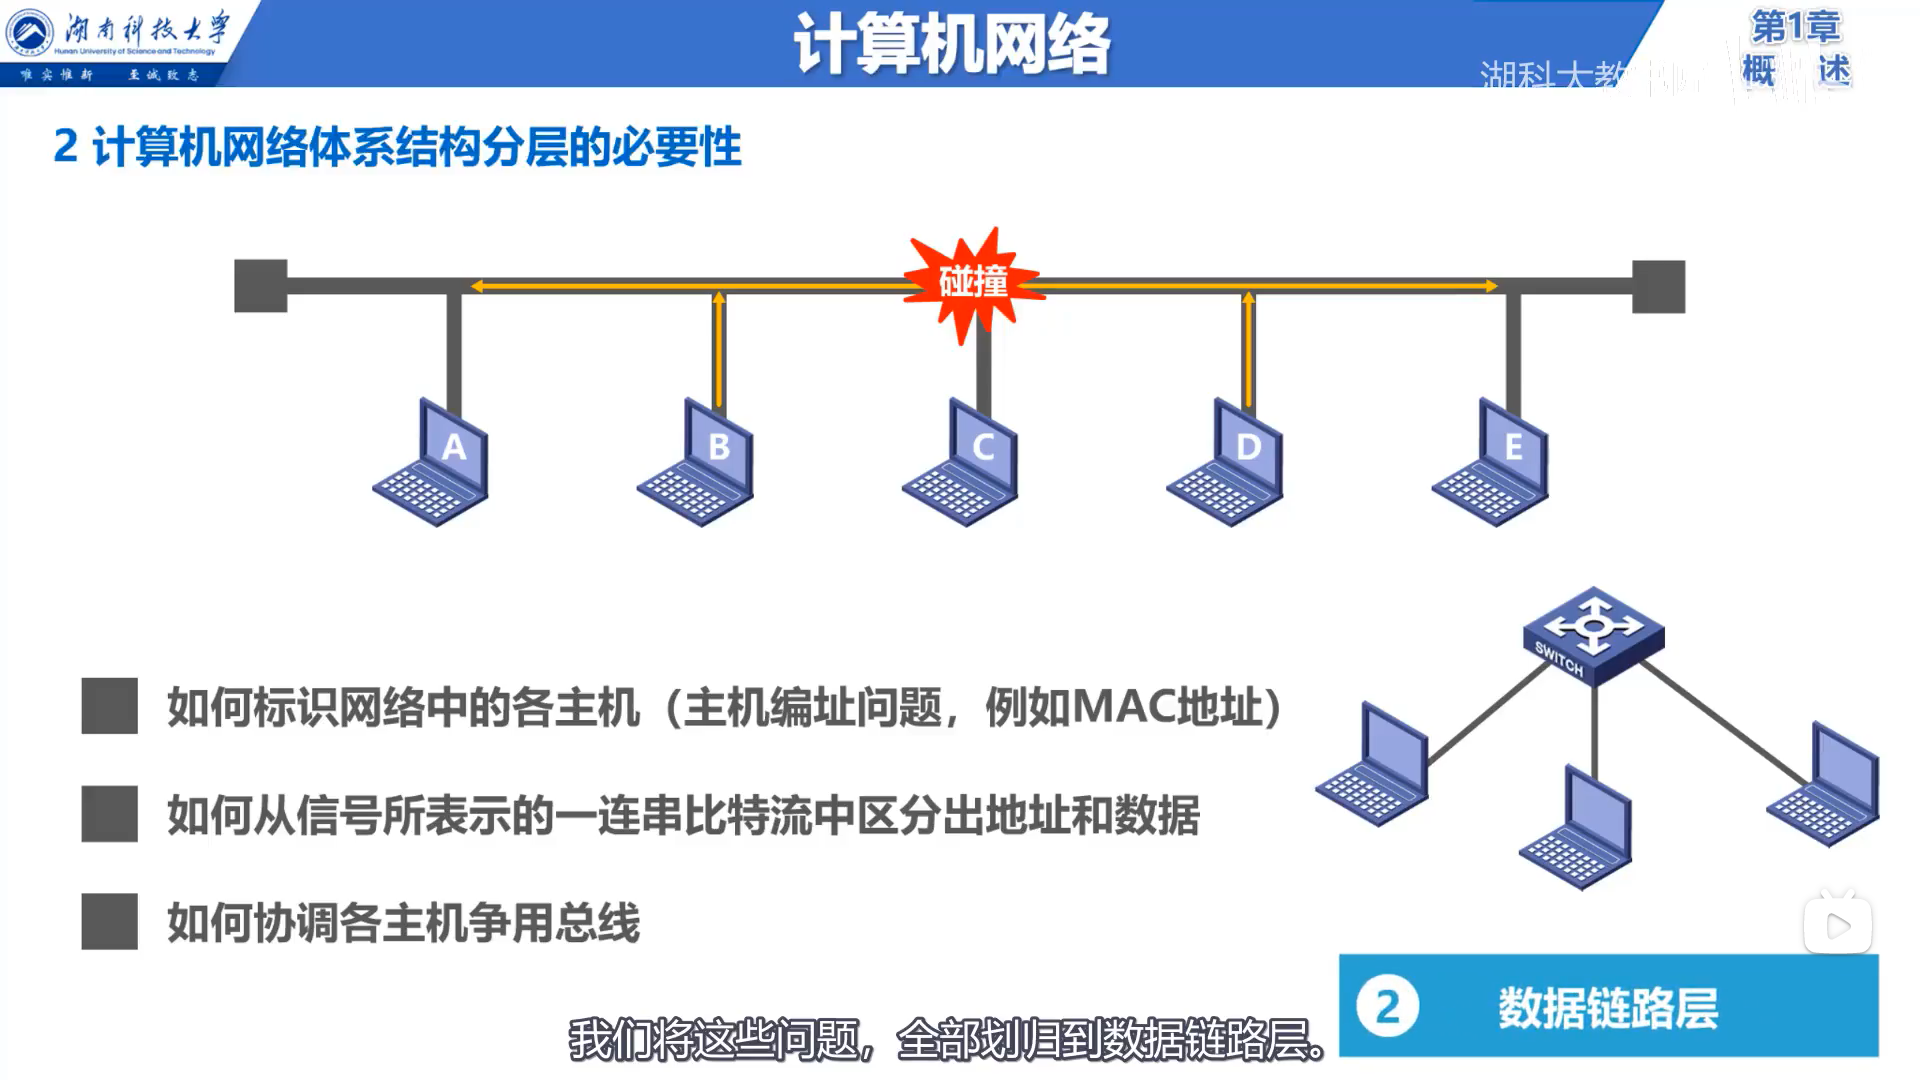 湖南科技大学
Hunan University of Science and Technology
唯实惟新 至诚致志
计算机网络
第1章
概 述
湖科大教
2 计算机网络体系结构分层的必要性
碰撞
A B C D E
SWITCH
如何标识网络中的各主机（主机编址问题，例如MAC地址）
如何从信号所表示的一连串比特流中区分出地址和数据
如何协调各主机争用总线
2 数据链路层
我们将这些问题，全部划归到数据链路层。